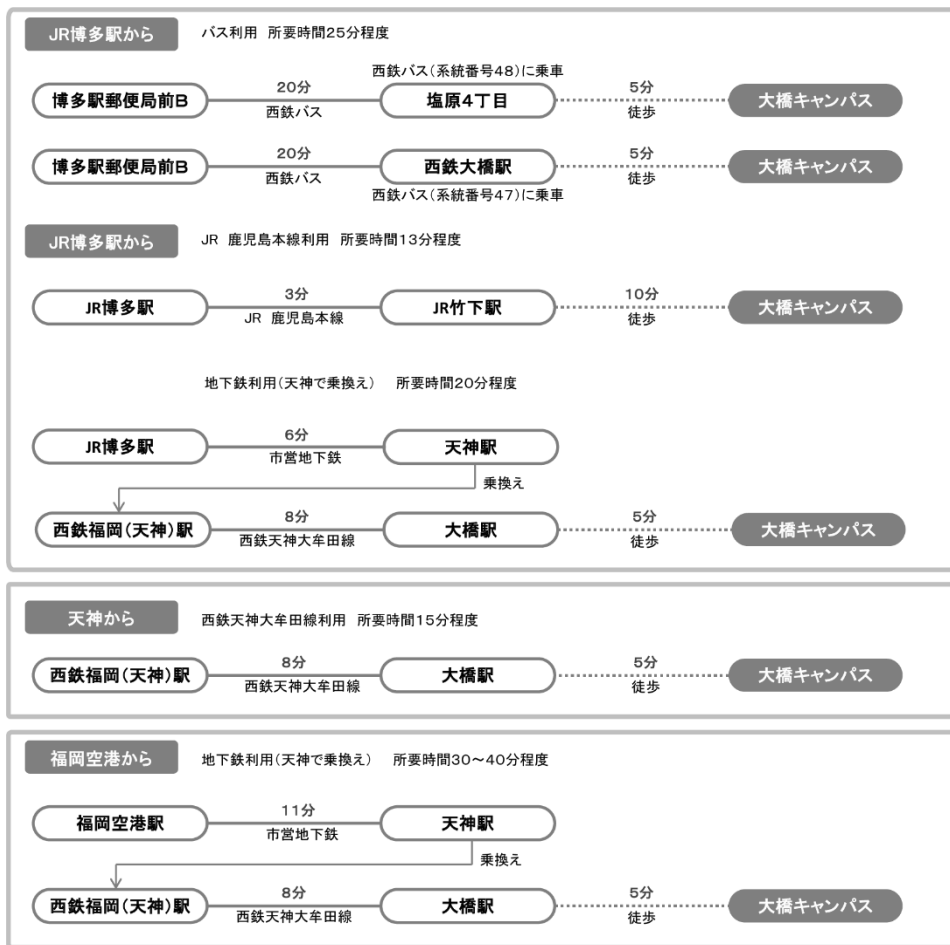 JR博多駅から バス利用 所要時間25分程度
西鉄バス(系統番号48)に乗車
博多駅郵便局前B 20分 西鉄バス 塩原4丁目 5分 徒歩 大橋キャンパス
博多駅郵便局前B 20分 西鉄バス 西鉄大橋駅 5分 徒歩 大橋キャンパス
西鉄バス(系統番号47)に乗車
JR博多駅から JR 鹿児島本線利用 所要時間13分程度
JR博多駅 3分 JR 鹿児島本線 JR竹下駅 10分 徒歩 大橋キャンパス
地下鉄利用(天神で乗換え) 所要時間20分程度
JR博多駅 6分 市営地下鉄 天神駅
乗換え
西鉄福岡(天神)駅 8分 西鉄天神大牟田線 大橋駅 5分 徒歩 大橋キャンパス
天神から 西鉄天神大牟田線利用 所要時間15分程度
西鉄福岡(天神)駅 8分 西鉄天神大牟田線 大橋駅 5分 徒歩 大橋キャンパス
福岡空港から 地下鉄利用(天神で乗換え) 所要時間30～40分程度
福岡空港駅 11分 市営地下鉄 天神駅
乗換え
西鉄福岡(天神)駅 8分 西鉄天神大牟田線 大橋駅 5分 徒歩 大橋キャンパス